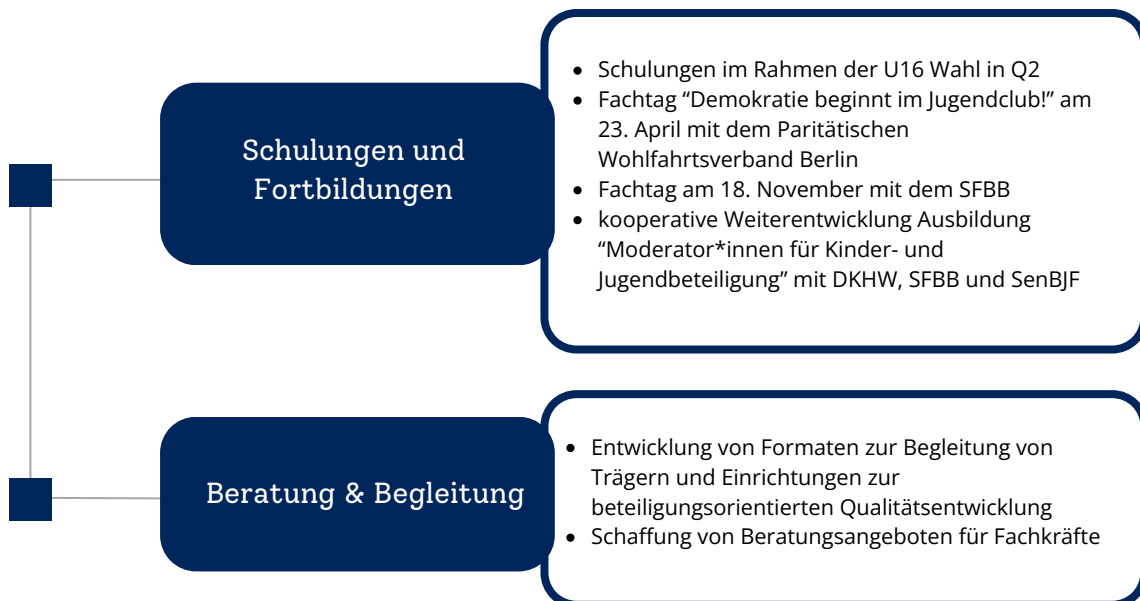 Schulungen und
Fortbildungen
• Schulungen im Rahmen der U16 Wahl in Q2
• Fachtag “Demokratie beginnt im Jugendclub!” am
23. April mit dem Paritätischen
Wohlfahrtsverband Berlin
• Fachtag am 18. November mit dem SFBB
• kooperative Weiterentwicklung Ausbildung
“Moderator*innen für Kinder- und
Jugendbeteiligung” mit DKHW, SFBB und SenBJF
Beratung & Begleitung
• Entwicklung von Formaten zur Begleitung von
Trägern und Einrichtungen zur
beteiligungsorientierten Qualitätsentwicklung
• Schaffung von Beratungsangeboten für Fachkräfte